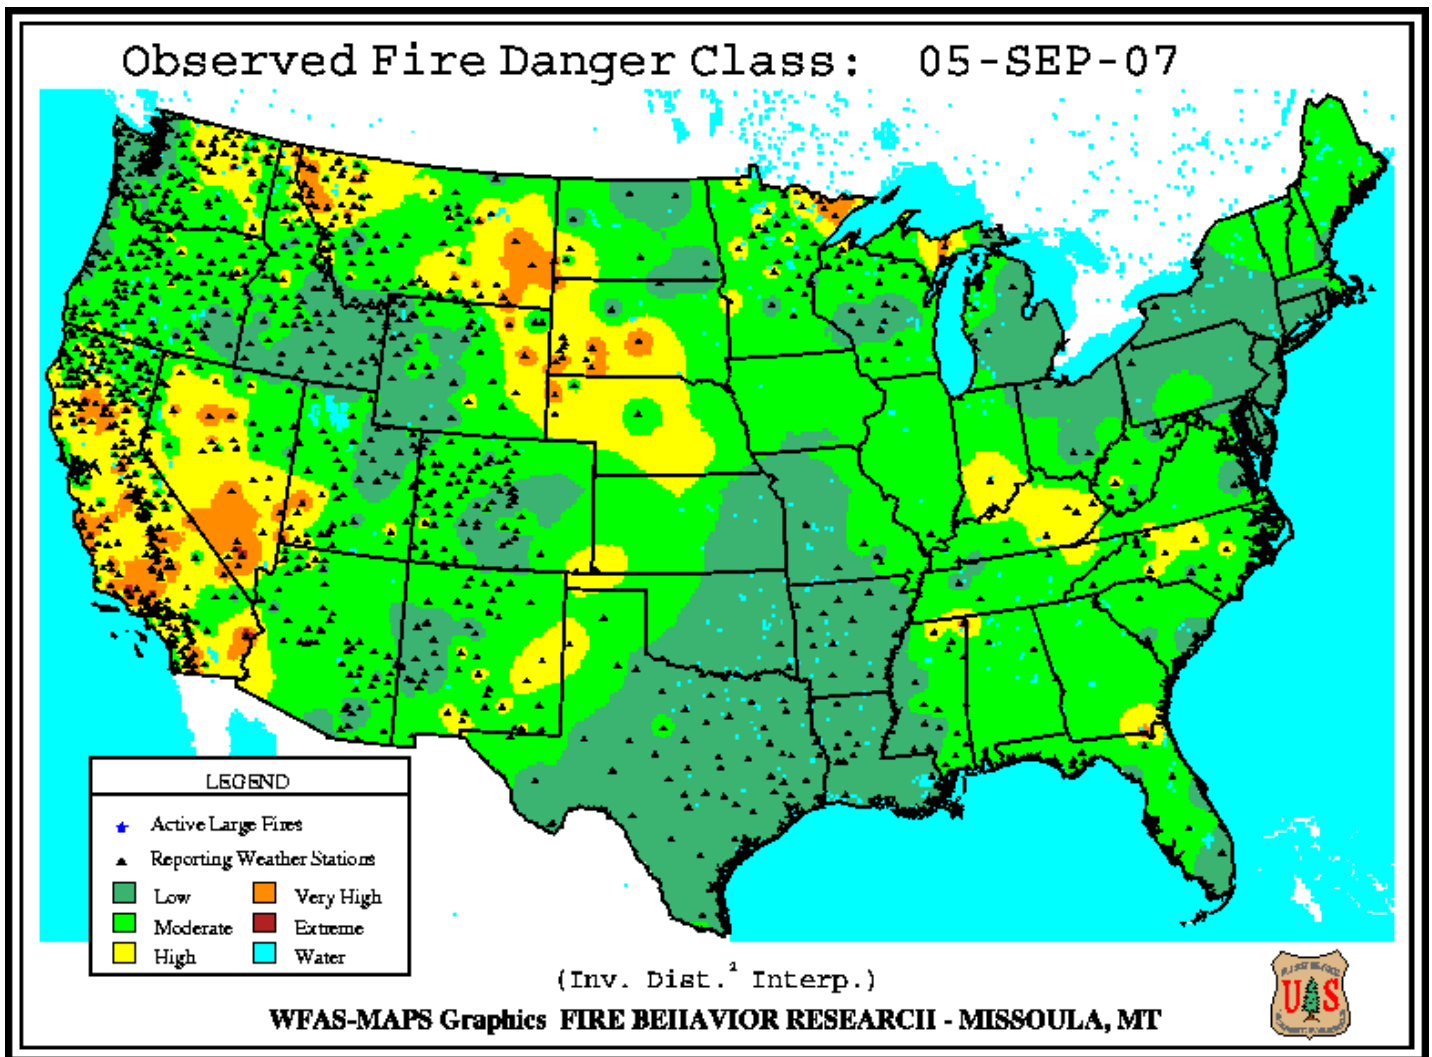 Observed Fire Danger Class: 05-SEP-07
LEGEND
Active Large Fires
Reporting Weather Stations
Low
Very High
Moderate
Extreme
High
Water
(Inv. Dist.² Interp.)
WFAS-MAPS Graphics FIRE BEHAVIOR RESEARCH - MISSOULA, MT
US